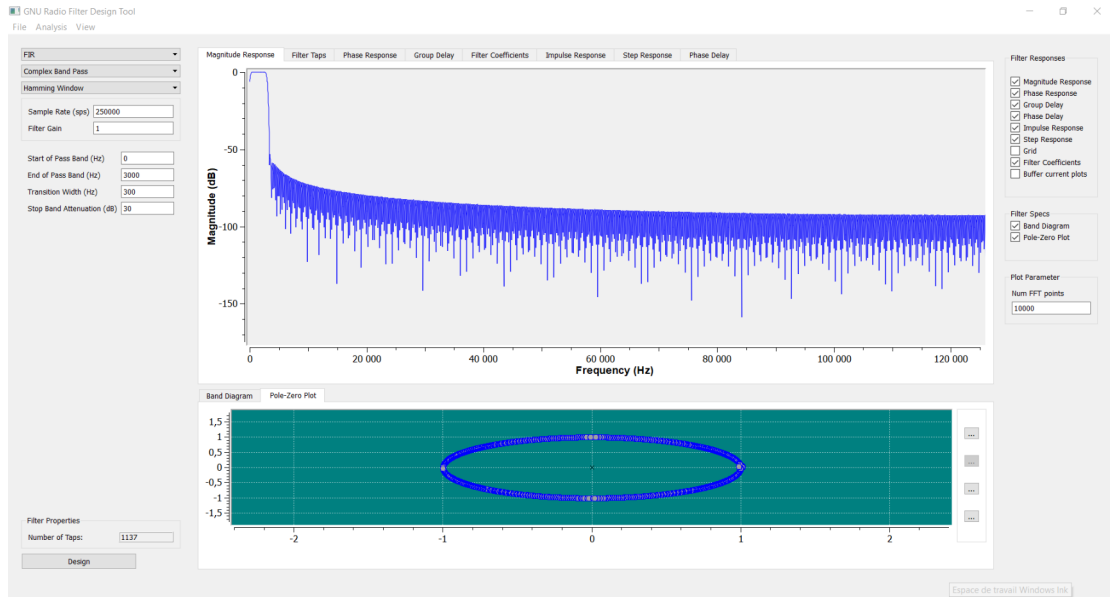 GNU Radio Filter Design Tool
File Analysis View
FIR
Complex Band Pass
Hamming Window
Sample Rate (sps) 250000
Filter Gain 1
Start of Pass Band (Hz) 0
End of Pass Band (Hz) 3000
Transition Width (Hz) 300
Stop Band Attenuation (dB) 30
Filter Properties
Number of Taps: 1137
Design
Magnitude Response Filter Taps Phase Response Group Delay Filter Coefficients Impulse Response Step Response Phase Delay
Magnitude (dB)
0
-50
-100
-150
0 20 000 40 000 60 000 80 000 100 000 120 000
Frequency (Hz)
Band Diagram Pole-Zero Plot
1,5
1
0,5
0
-0,5
-1
-1,5
-2 -1 0 1 2
...
...
...
...
Filter Responses
Magnitude Response
Phase Response
Group Delay
Phase Delay
Impulse Response
Step Response
Grid
Filter Coefficients
Buffer current plots
Filter Specs
Band Diagram
Pole-Zero Plot
Plot Parameter
Num FFT points
10000
Espace de travail Windows Ink